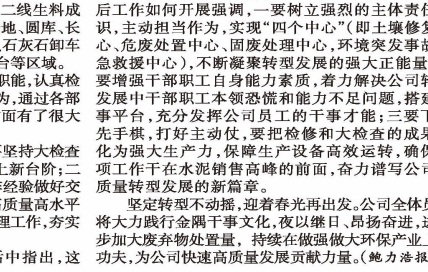 二线生料成
地、圆库、长
石灰石卸车
台等区域。
职能，认真检
为，通过各部
面有了很大
坚持大检查
上新台阶；二
经验做好交
质量高水平
理工作，夯实
中指出，这
后工作如何开展强调，一要树立强烈的主体责任
识，主动担当作为，实现“四个中心”（即土壤修复
心、危废处置中心、固废处理中心，环境突发事故
急救援中心），不断凝聚转型发展的强大正能量
要增强干部职工自身能力素质，着力解决公司转
发展中干部职工本领恐慌和能力不足问题，搭建
事平台，充分发挥公司员工的干事才能；三要下
先手棋，打好主动仗，要把检修和大检查的成果
化为强大生产力，保障生产设备高效运转，确保
项工作干在水泥销售高峰的前面，奋力谱写公司
质量转型发展的新篇章。
坚定转型不动摇，迎着春光再出发。公司全体员
将大力践行金隅干事文化，夜以继日、昂扬奋进，进
步加大废弃物处置量，持续在做强做大环保产业上
功夫，为公司快速高质量发展贡献力量。（鲍力浩报